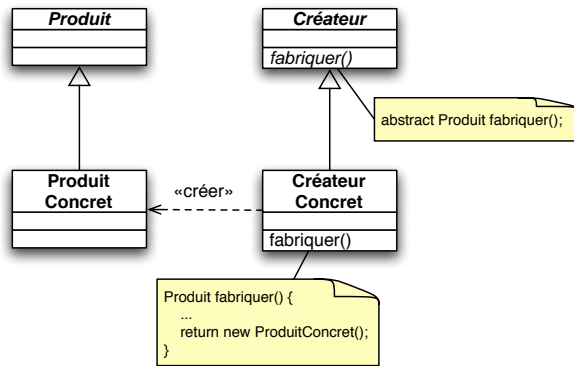 Produit
Créateur
fabriquer()
abstract Produit fabriquer();
Produit
Concret
«créer»
Créateur
Concret
fabriquer()
Produit fabriquer() {
...
return new ProduitConcret();
}